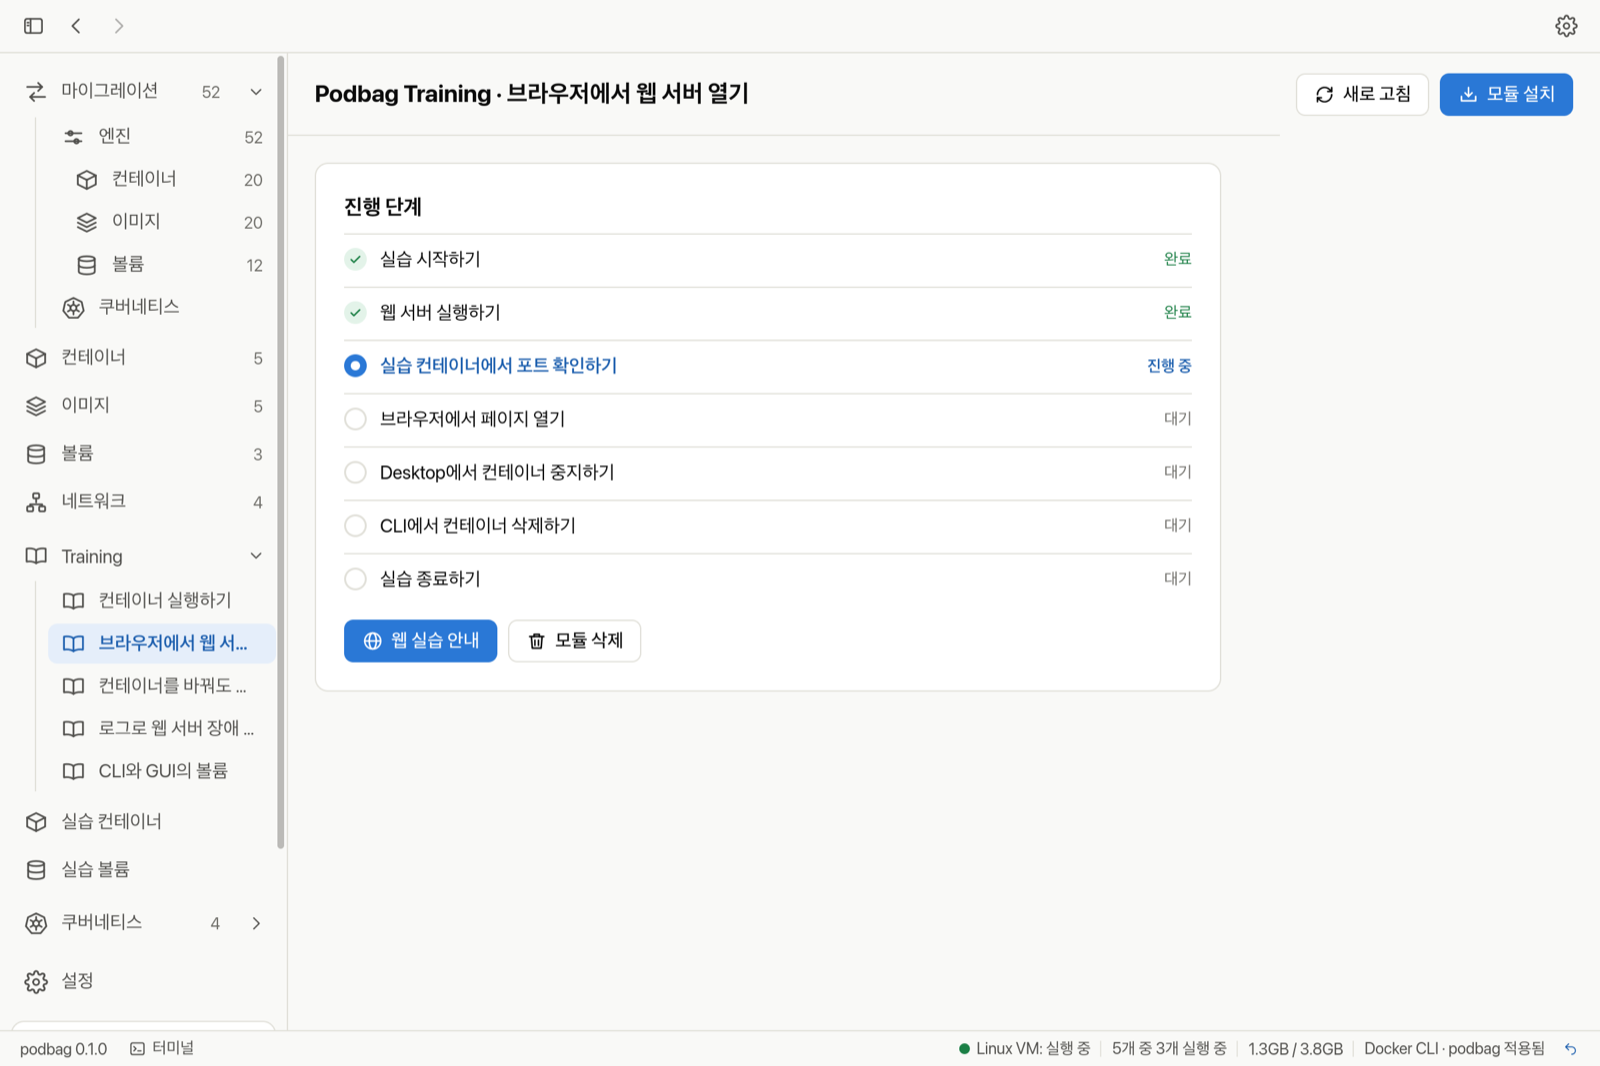 마이그레이션 52
엔진 52
컨테이너 20
이미지 20
볼륨 12
쿠버네티스
컨테이너 5
이미지 5
볼륨 3
네트워크 4
Training
컨테이너 실행하기
브라우저에서 웹 서...
컨테이너를 바꿔도 ...
로그로 웹 서버 장애 ...
CLI와 GUI의 볼륨
실습 컨테이너
실습 볼륨
쿠버네티스 4
설정
Podbag Training · 브라우저에서 웹 서버 열기
새로 고침
모듈 설치
진행 단계
실습 시작하기 완료
웹 서버 실행하기 완료
실습 컨테이너에서 포트 확인하기 진행 중
브라우저에서 페이지 열기 대기
Desktop에서 컨테이너 중지하기 대기
CLI에서 컨테이너 삭제하기 대기
실습 종료하기 대기
웹 실습 안내
모듈 삭제
podbag 0.1.0 터미널
Linux VM: 실행 중 5개 중 3개 실행 중 1.3GB / 3.8GB Docker CLI · podbag 적용됨